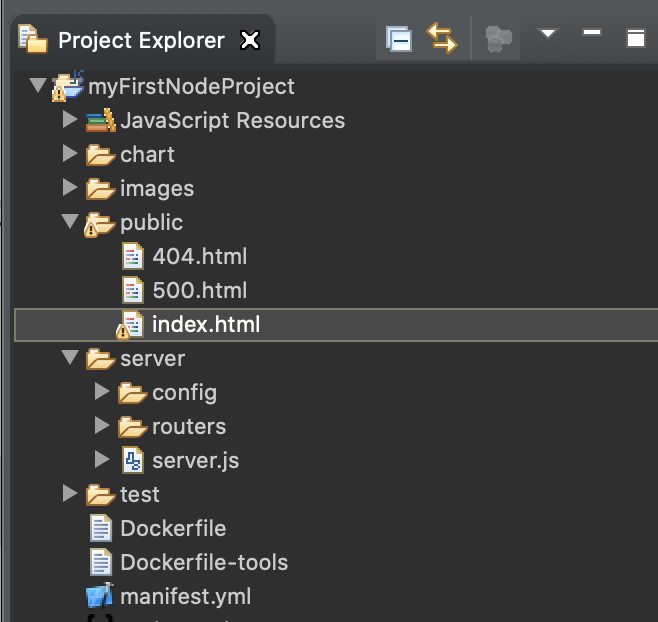 Project Explorer
myFirstNodeProject
JavaScript Resources
chart
images
public
404.html
500.html
index.html
server
config
routers
server.js
test
Dockerfile
Dockerfile-tools
manifest.yml